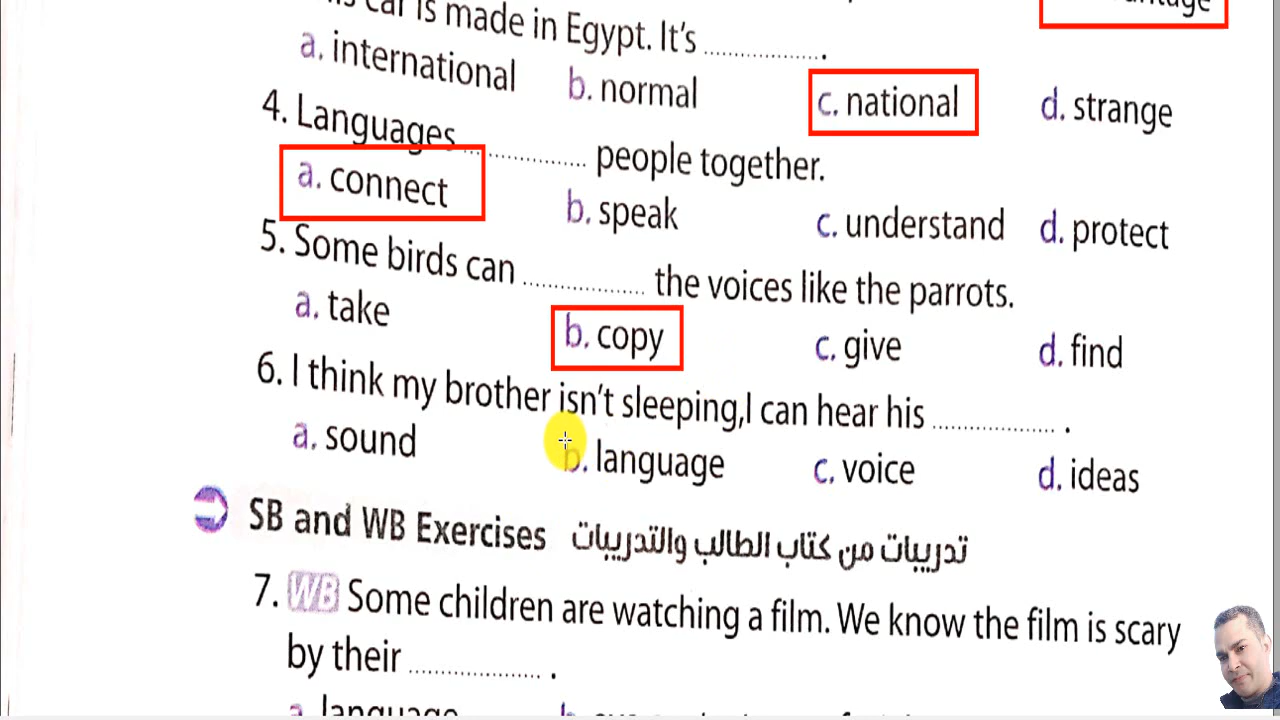 car is made in Egypt. It's ....................
a. international b. normal c. national d. strange
4. Languages .................... people together.
a. connect b. speak c. understand d. protect
5. Some birds can .................... the voices like the parrots.
a. take b. copy c. give d. find
6. I think my brother isn't sleeping,I can hear his .................... .
a. sound b. language c. voice d. ideas
SB and WB Exercises تدريبات من كتاب الطالب والتدريبات
7. WB Some children are watching a film. We know the film is scary
by their .................... .
a. language